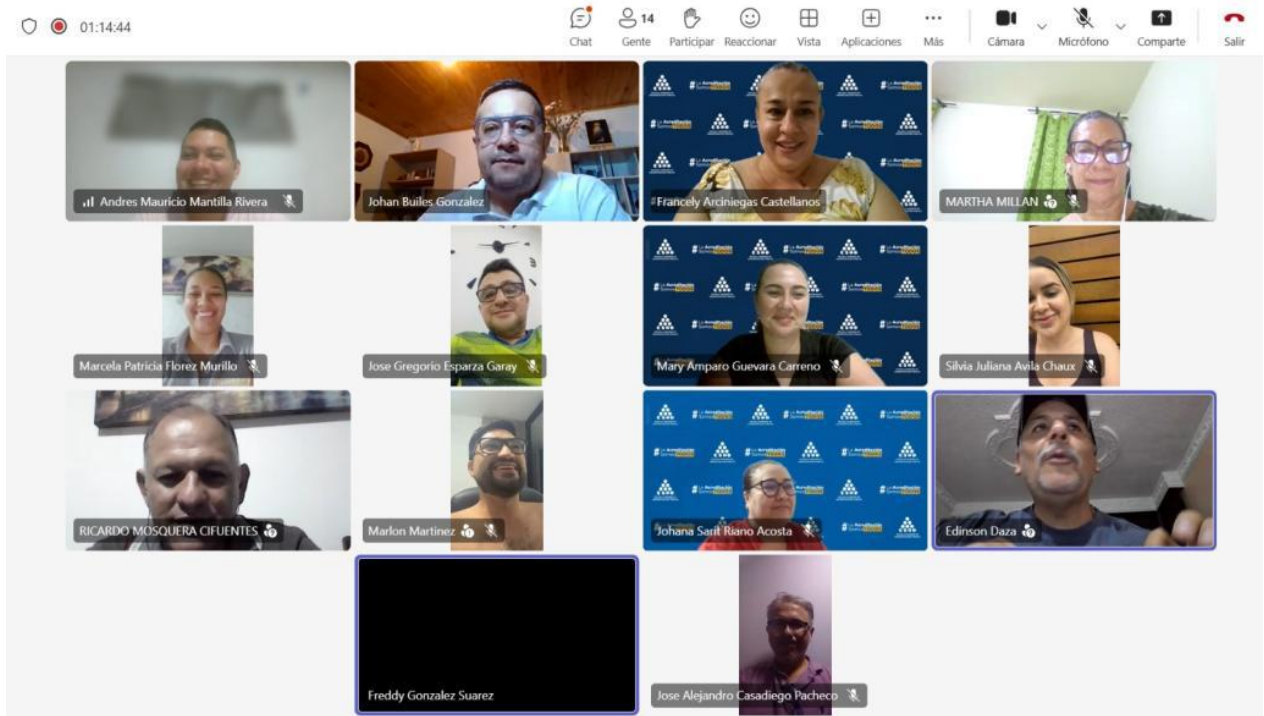 01:14:44
14
Chat Gente Participar Reaccionar Vista Aplicaciones Más Cámara Micrófono Comparte Salir
Andres Mauricio Mantilla Rivera
Johan Builes Gonzalez
Francely Arciniegas Castellanos
MARTHA MILLAN
Marcela Patricia Florez Murillo
Jose Gregorio Esparza Garay
Mary Amparo Guevara Carreno
Silvia Juliana Avila Chaux
RICARDO MOSQUERA CIFUENTES
Marlon Martinez
Johana Sarit Riano Acosta
Edinson Daza
Freddy Gonzalez Suarez
Jose Alejandro Casadiego Pacheco